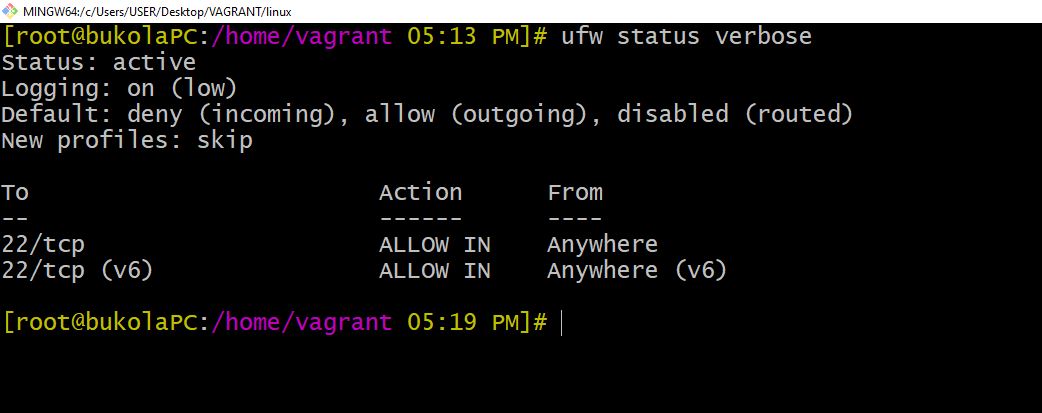 MINGW64:/c/Users/USER/Desktop/VAGRANT/linux
[root@bukolaPC:/home/vagrant 05:13 PM]# ufw status verbose
Status: active
Logging: on (low)
Default: deny (incoming), allow (outgoing), disabled (routed)
New profiles: skip
To                         Action      From
--                         ------      ----
22/tcp                     ALLOW IN    Anywhere
22/tcp (v6)                ALLOW IN    Anywhere (v6)
[root@bukolaPC:/home/vagrant 05:19 PM]#